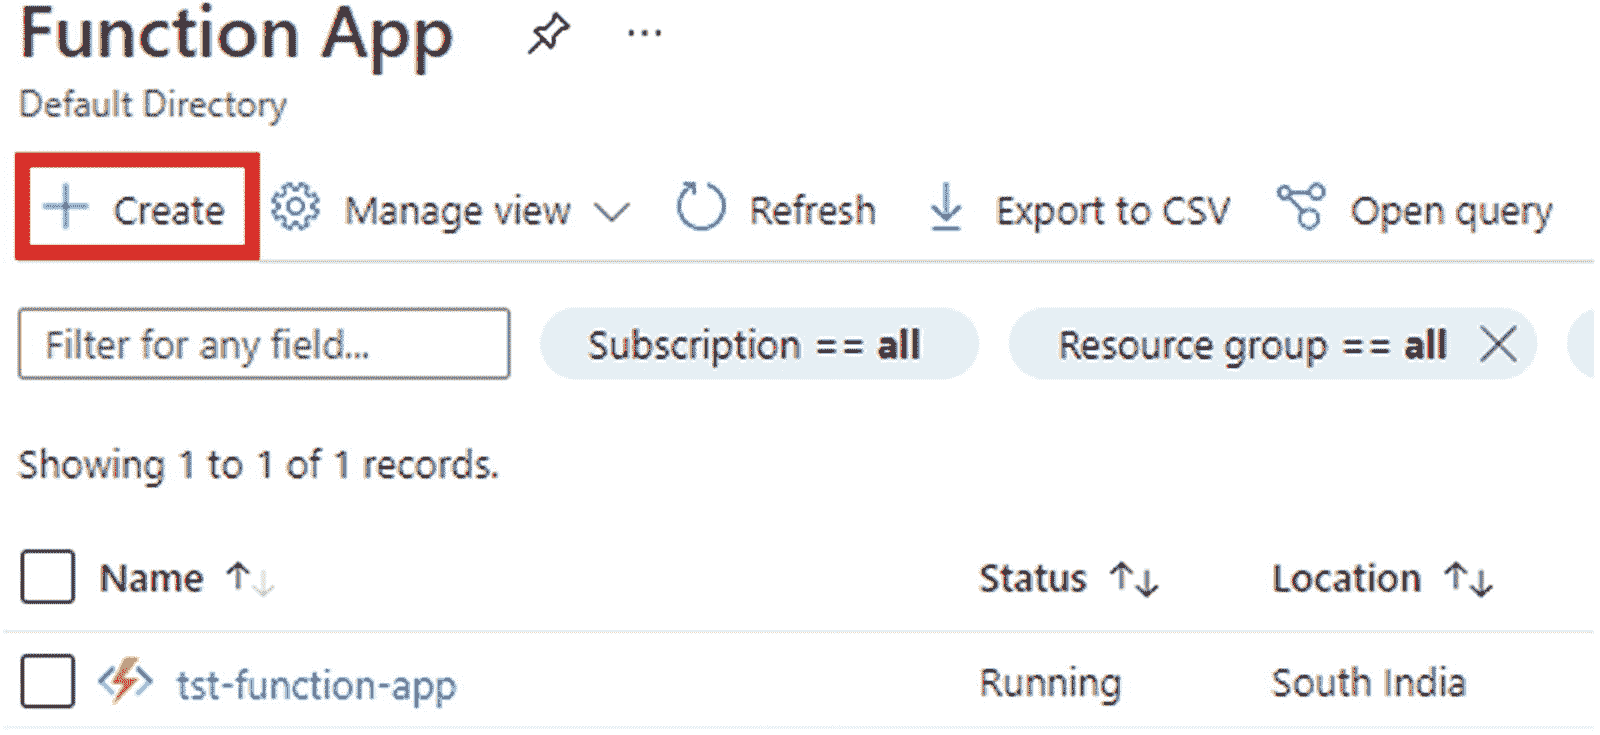 Function App ...
Default Directory
Create Manage view Refresh Export to CSV Open query
Filter for any field... Subscription == all Resource group == all
Showing 1 to 1 of 1 records.
Name Status Location
tst-function-app Running South India